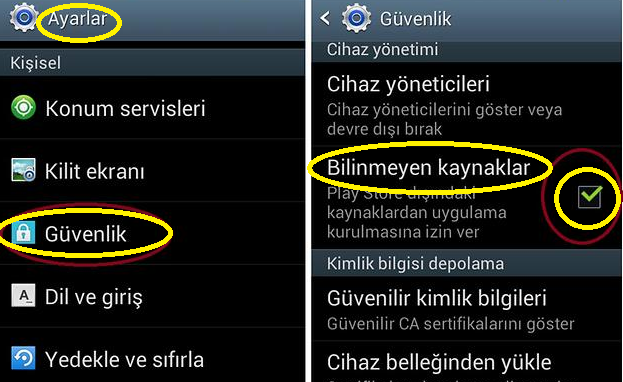 Ayarlar
Kişisel
Konum servisleri
Kilit ekranı
Güvenlik
Dil ve giriş
Yedekle ve sıfırla
Güvenlik
Cihaz yönetimi
Cihaz yöneticileri
Cihaz yöneticilerini göster veya
devre dışı bırak
Bilinmeyen kaynaklar
Play Store dışındaki
kaynaklardan uygulama
kurulmasına izin ver
Kimlik bilgisi depolama
Güvenilir kimlik bilgileri
Güvenilir CA sertifikalarını göster
Cihaz belleğinden yükle